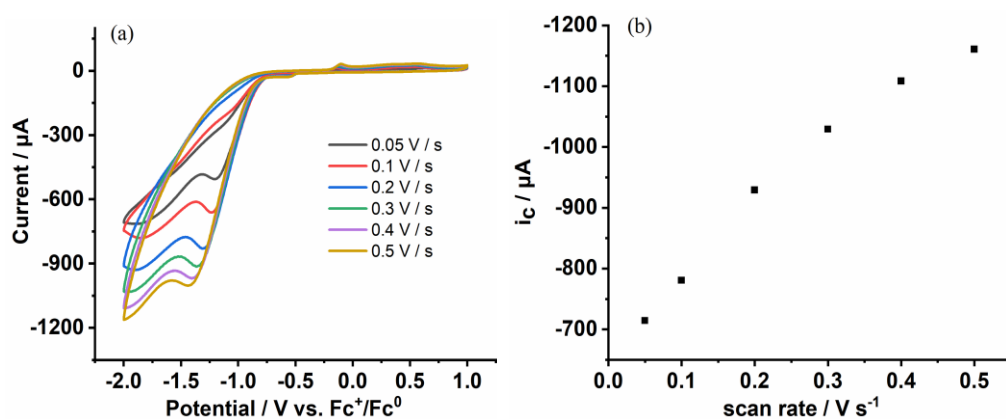 (a)
Current / µA
0
-300
-600
-900
-1200
0.05 V / s
0.1 V / s
0.2 V / s
0.3 V / s
0.4 V / s
0.5 V / s
-2.0 -1.5 -1.0 -0.5 0.0 0.5 1.0
Potential / V vs. Fc⁺/Fc⁰
(b)
i_C / µA
-1200
-1100
-1000
-900
-800
-700
0.0 0.1 0.2 0.3 0.4 0.5
scan rate / V s⁻¹